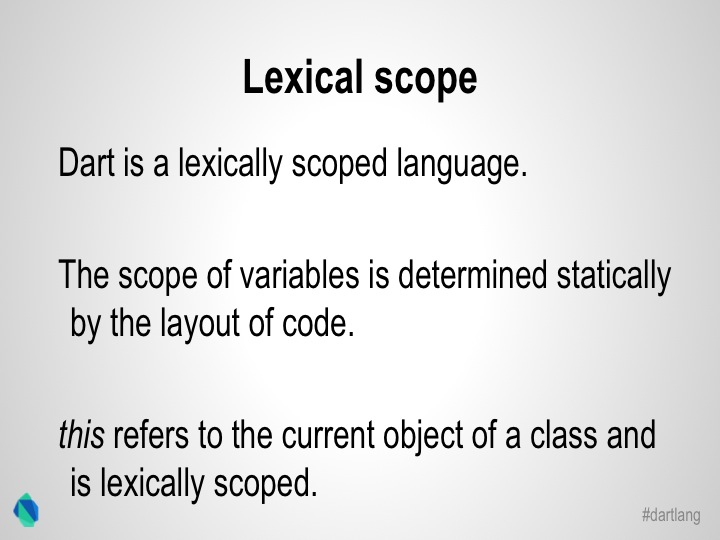 Lexical scope
Dart is a lexically scoped language.
The scope of variables is determined statically
by the layout of code.
this refers to the current object of a class and
is lexically scoped.
#dartlang